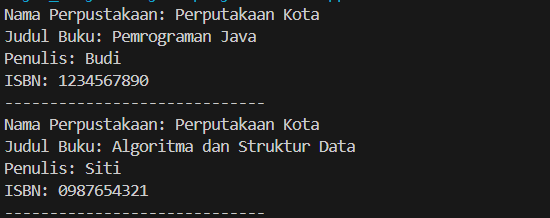 Nama Perpustakaan: Perputakaan Kota
Judul Buku: Pemrograman Java
Penulis: Budi
ISBN: 1234567890
-----------------------------
Nama Perpustakaan: Perputakaan Kota
Judul Buku: Algoritma dan Struktur Data
Penulis: Siti
ISBN: 0987654321
-----------------------------